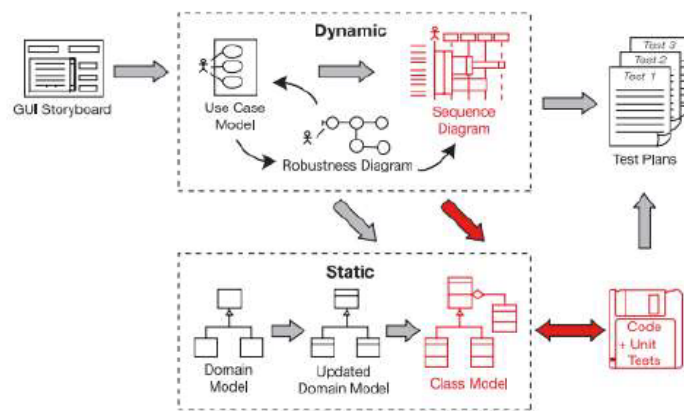 Dynamic
GUI Storyboard
Use Case
Model
Robustness Diagram
Sequence
Diagram
Test 3
Test 2
Test 1
Test Plans
Static
Domain
Model
Updated
Domain Model
Class Model
Code
+ Unit
Tests